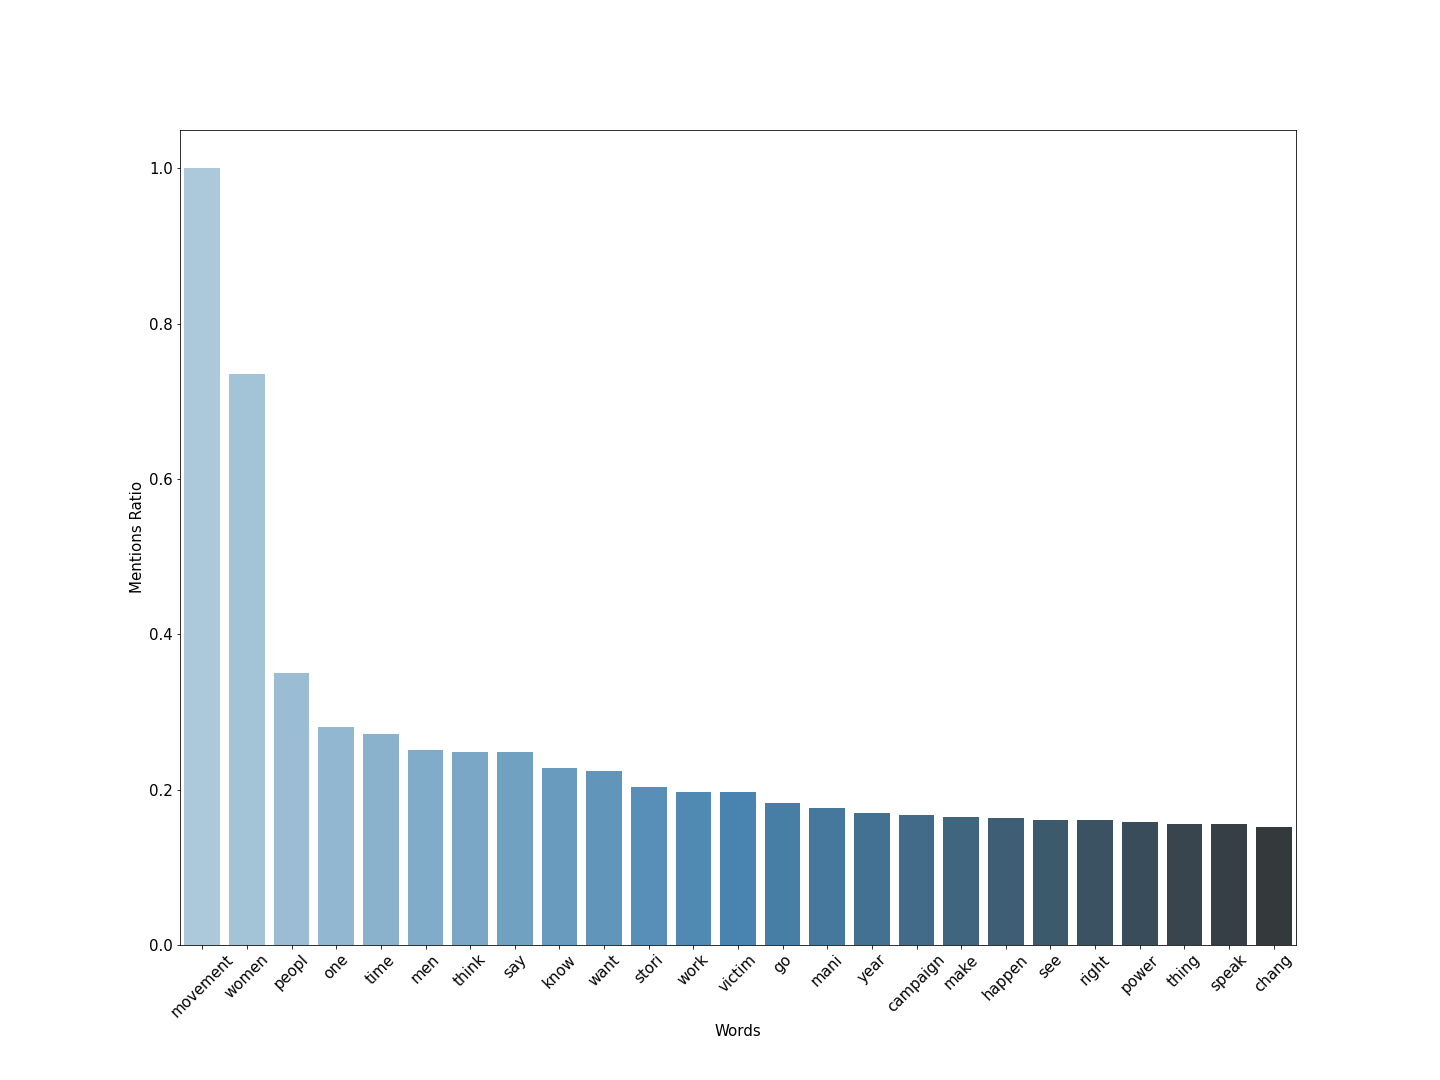 1.0
0.8
0.6
0.4
0.2
0.0
Mentions Ratio
movement women peopl one time men think say know want stori work victim go mani year campaign make happen see right power thing speak chang
Words